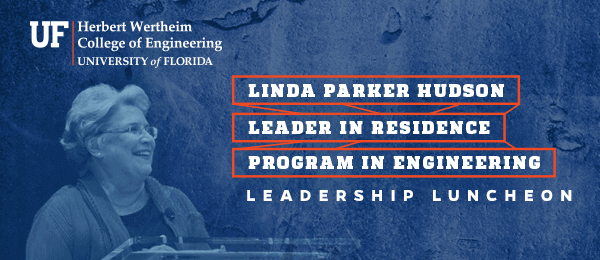 UF
Herbert Wertheim
College of Engineering
UNIVERSITY of FLORIDA
LINDA PARKER HUDSON
LEADER IN RESIDENCE
PROGRAM IN ENGINEERING
LEADERSHIP LUNCHEON